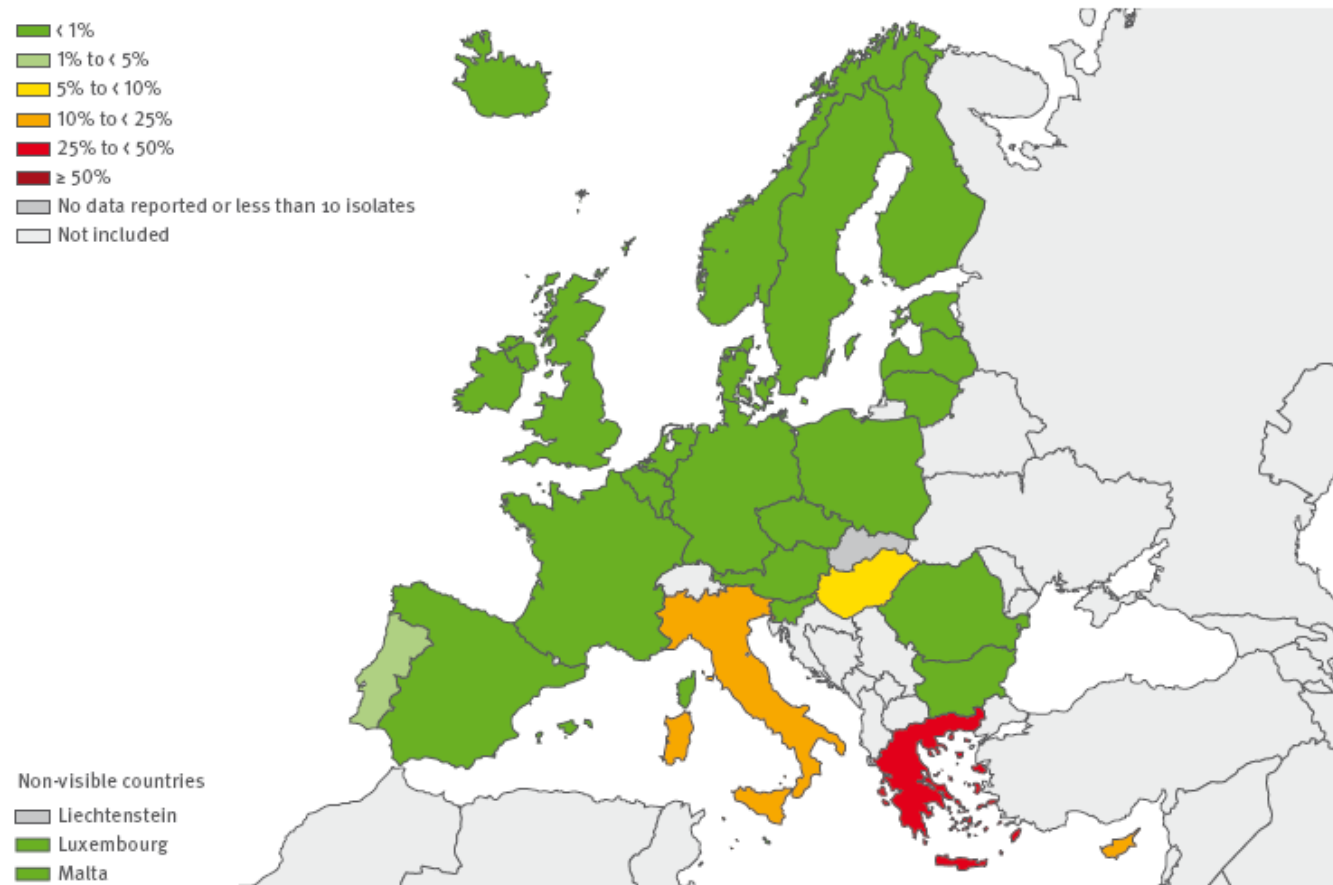 ‹ 1%
1% to ‹ 5%
5% to ‹ 10%
10% to ‹ 25%
25% to ‹ 50%
≥ 50%
No data reported or less than 10 isolates
Not included
Non-visible countries
Liechtenstein
Luxembourg
Malta